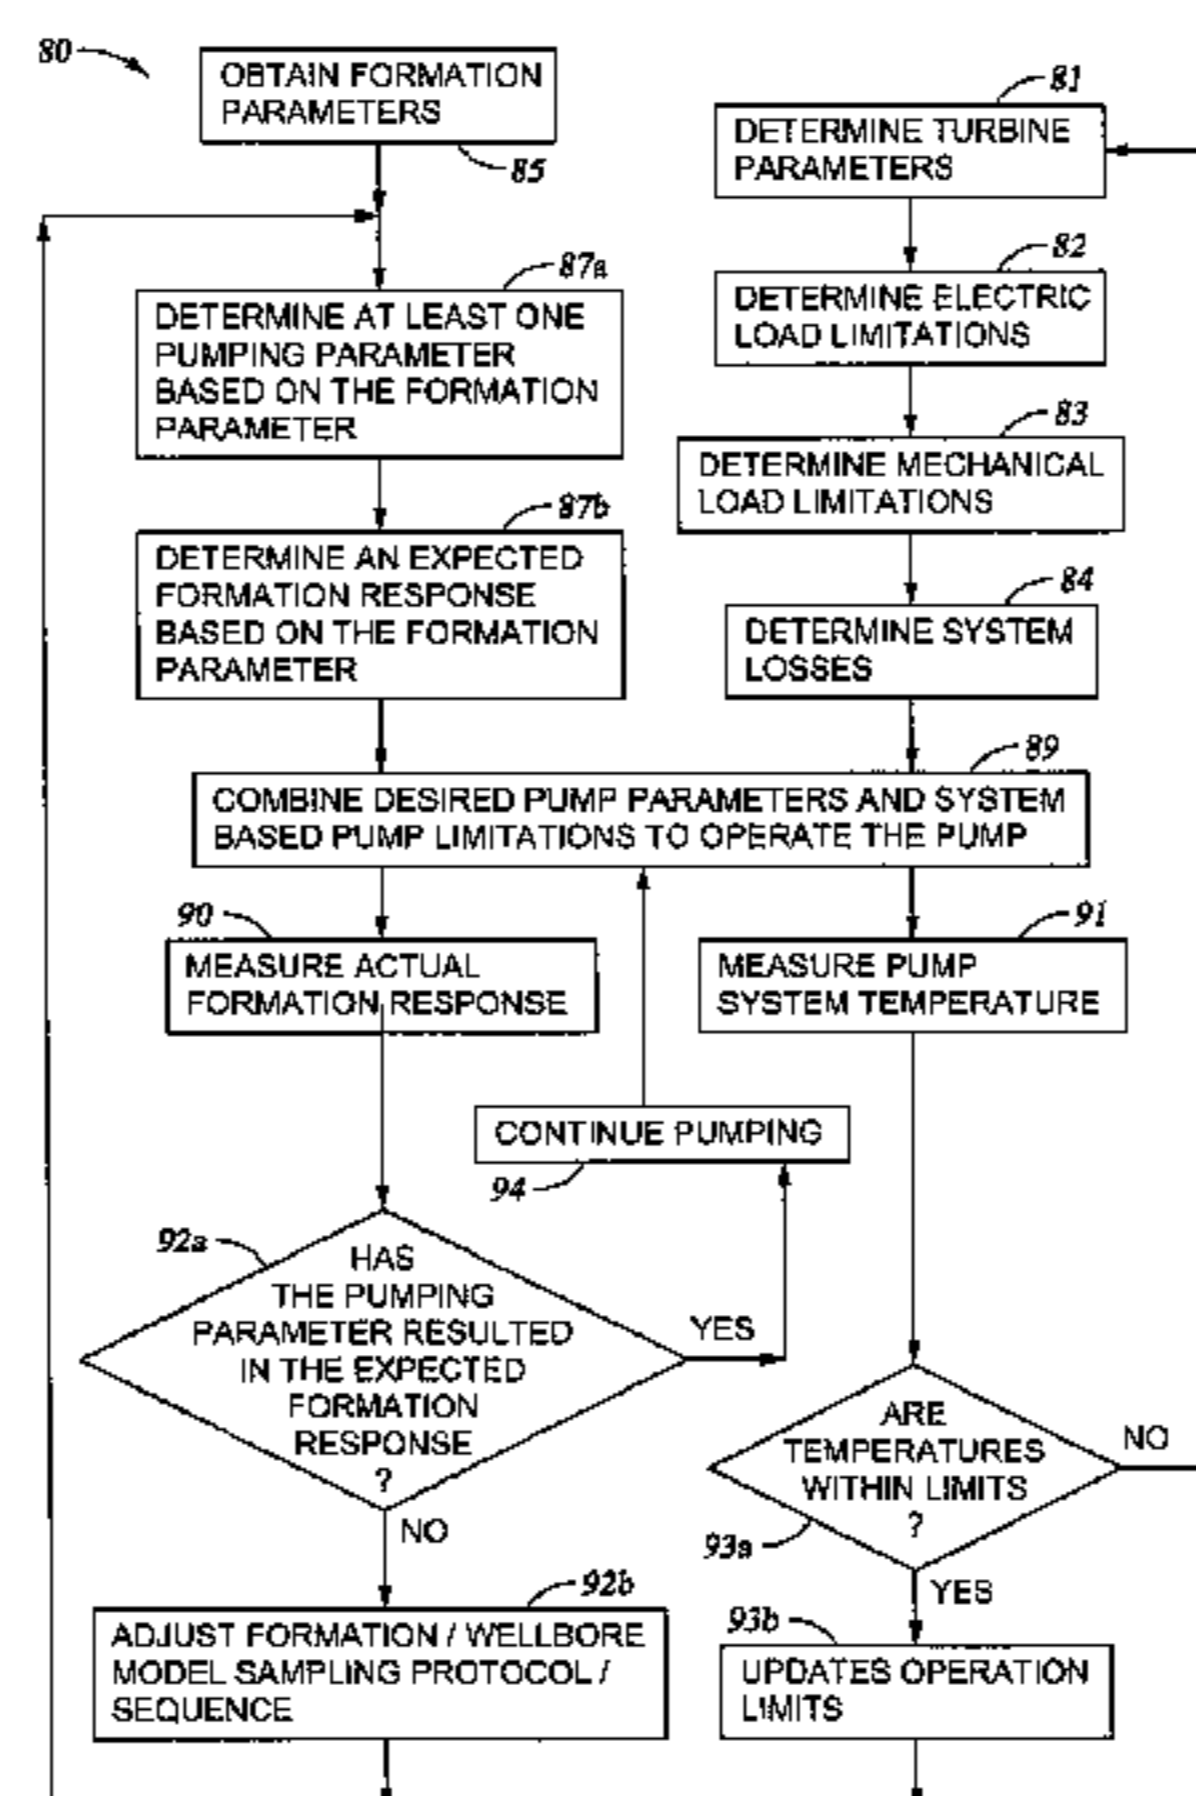 80
OBTAIN FORMATION
PARAMETERS
85
87a
DETERMINE AT LEAST ONE
PUMPING PARAMETER
BASED ON THE FORMATION
PARAMETER
87b
DETERMINE AN EXPECTED
FORMATION RESPONSE
BASED ON THE FORMATION
PARAMETER
81
DETERMINE TURBINE
PARAMETERS
82
DETERMINE ELECTRIC
LOAD LIMITATIONS
83
DETERMINE MECHANICAL
LOAD LIMITATIONS
84
DETERMINE SYSTEM
LOSSES
89
COMBINE DESIRED PUMP PARAMETERS AND SYSTEM
BASED PUMP LIMITATIONS TO OPERATE THE PUMP
90
MEASURE ACTUAL
FORMATION RESPONSE
91
MEASURE PUMP
SYSTEM TEMPERATURE
CONTINUE PUMPING
94
92a
HAS
THE PUMPING
PARAMETER RESULTED
IN THE EXPECTED
FORMATION
RESPONSE
?
YES
NO
ARE
TEMPERATURES
WITHIN LIMITS
?
NO
93a
YES
92b
ADJUST FORMATION / WELLBORE
MODEL SAMPLING PROTOCOL /
SEQUENCE
93b
UPDATES OPERATION
LIMITS